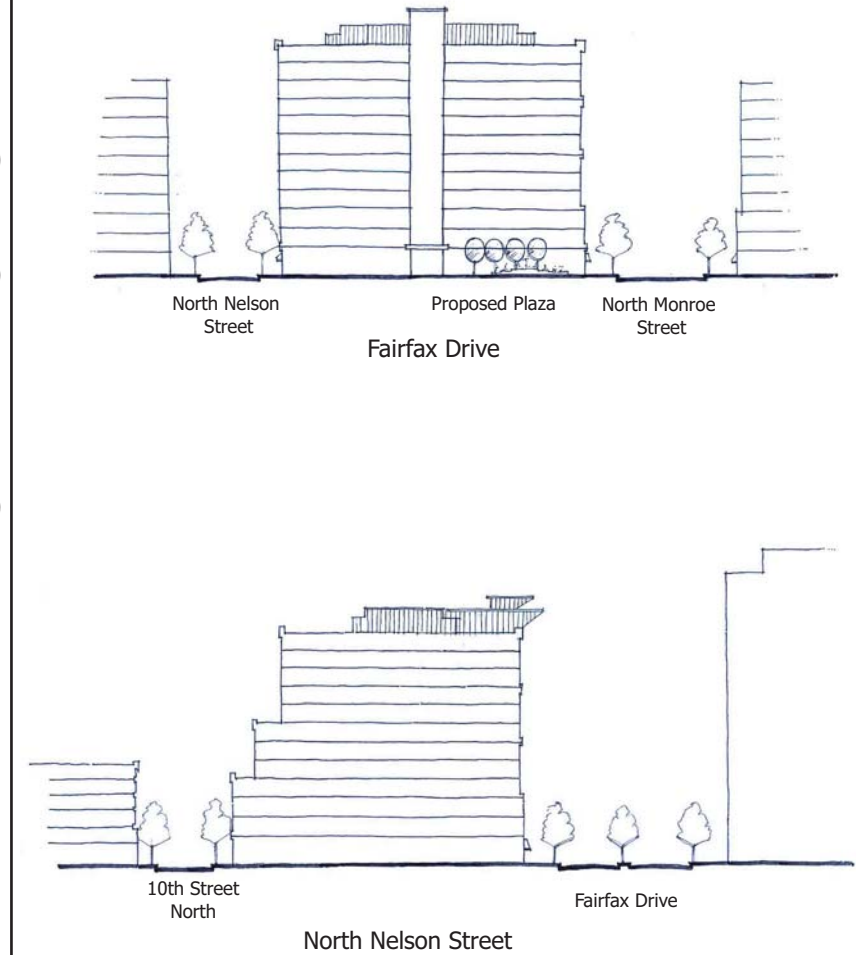 North Nelson
Street
Proposed Plaza
North Monroe
Street
Fairfax Drive
10th Street
North
Fairfax Drive
North Nelson Street